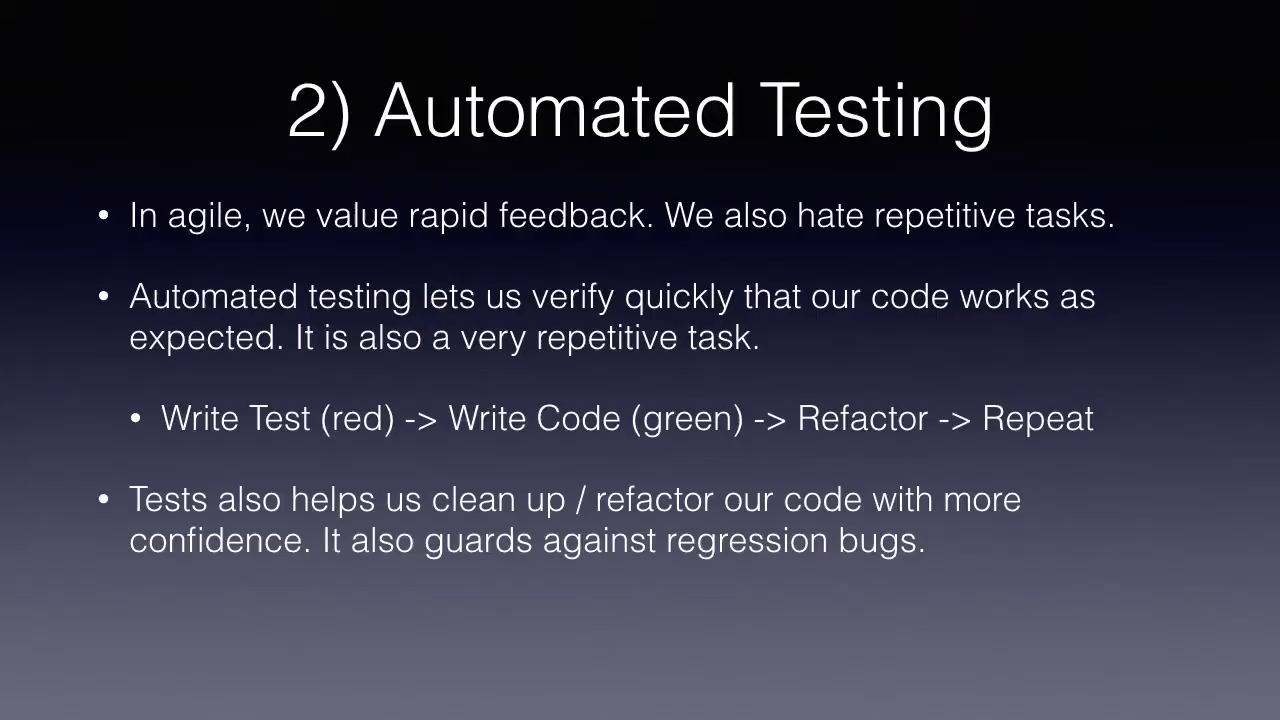 2) Automated Testing
• In agile, we value rapid feedback. We also hate repetitive tasks.
• Automated testing lets us verify quickly that our code works as
expected. It is also a very repetitive task.
• Write Test (red) -> Write Code (green) -> Refactor -> Repeat
• Tests also helps us clean up / refactor our code with more
confidence. It also guards against regression bugs.